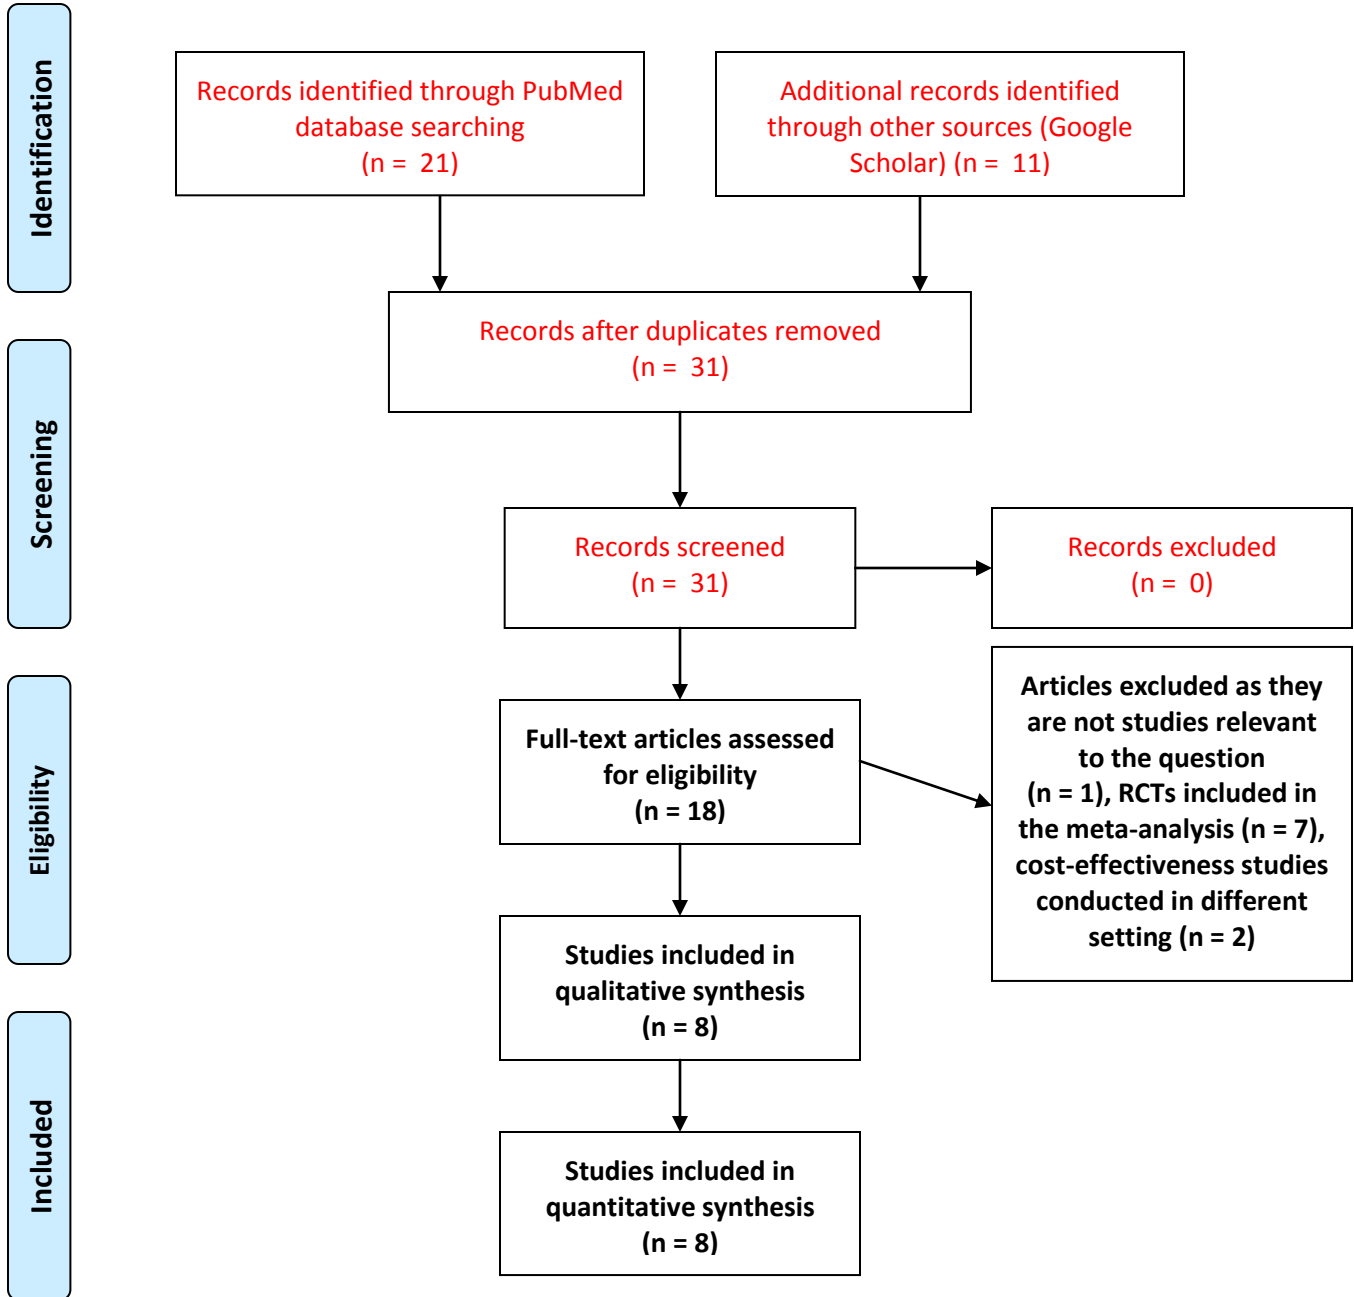 Identification
Records identified through PubMed
database searching
(n = 21)
Additional records identified
through other sources (Google
Scholar) (n = 11)
Records after duplicates removed
(n = 31)
Screening
Records screened
(n = 31)
Records excluded
(n = 0)
Eligibility
Full-text articles assessed
for eligibility
(n = 18)
Articles excluded as they
are not studies relevant
to the question
(n = 1), RCTs included in
the meta-analysis (n = 7),
cost-effectiveness studies
conducted in different
setting (n = 2)
Studies included in
qualitative synthesis
(n = 8)
Included
Studies included in
quantitative synthesis
(n = 8)